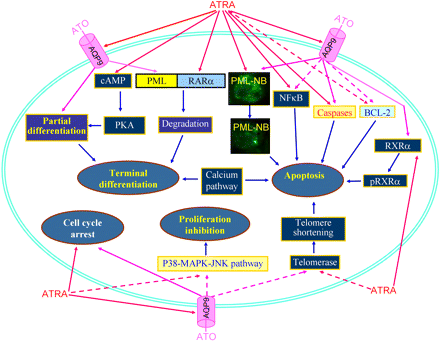 ATRA
ATO
ATO
AQP9
AQP9
cAMP
PML
RARα
PML-NB
NFκB
Caspases
BCL-2
Partial
differentiation
PKA
Degradation
PML-NB
RXRα
Terminal
differentiation
Calcium
pathway
Apoptosis
pRXRα
Cell cycle
arrest
Proliferation
inhibition
Telomere
shortening
P38-MAPK-JNK pathway
Telomerase
ATRA
ATRA
AQP9
ATO